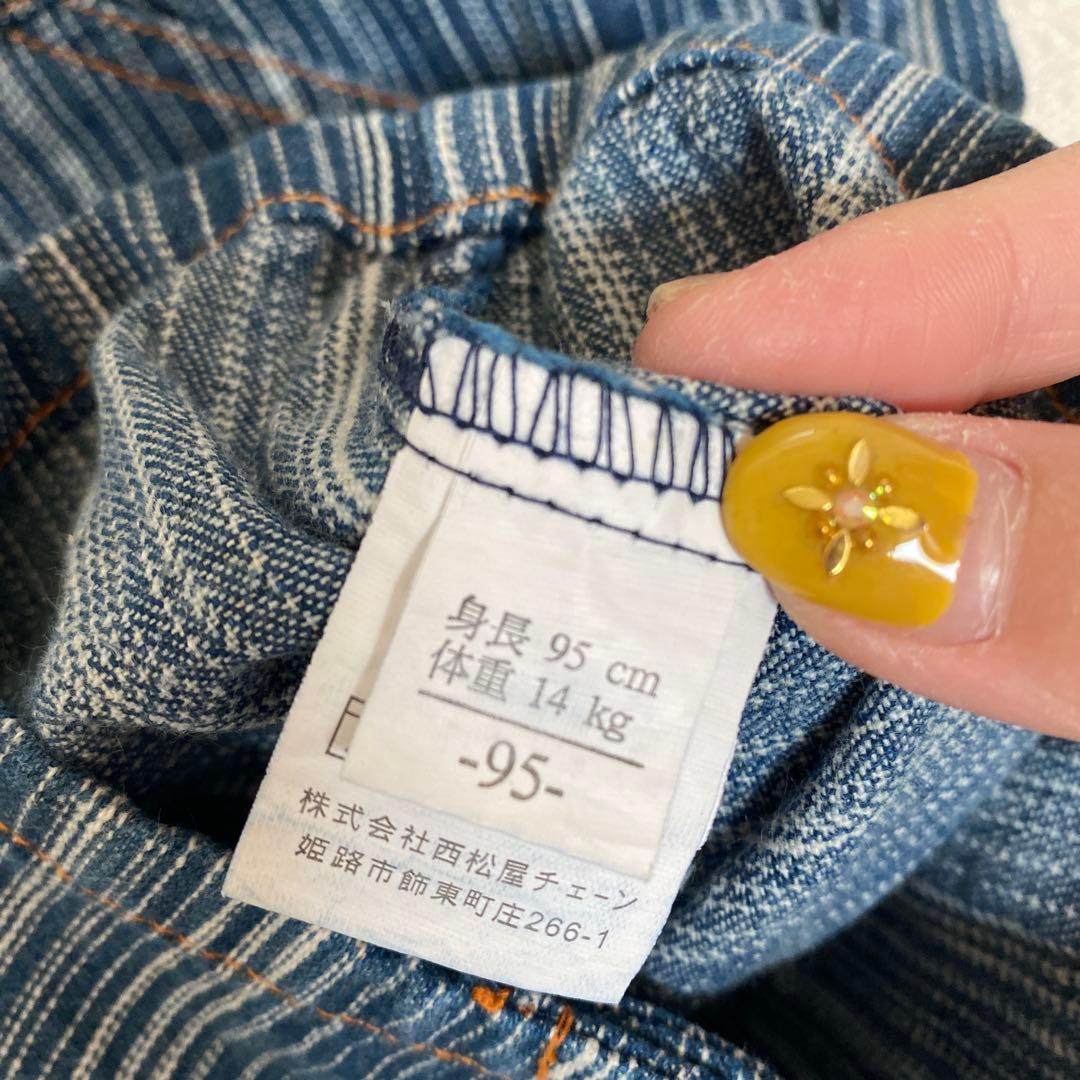 身長 95 cm
体重 14 kg
-95-
株式会社西松屋チェーン
姫路市飾東町庄266-1